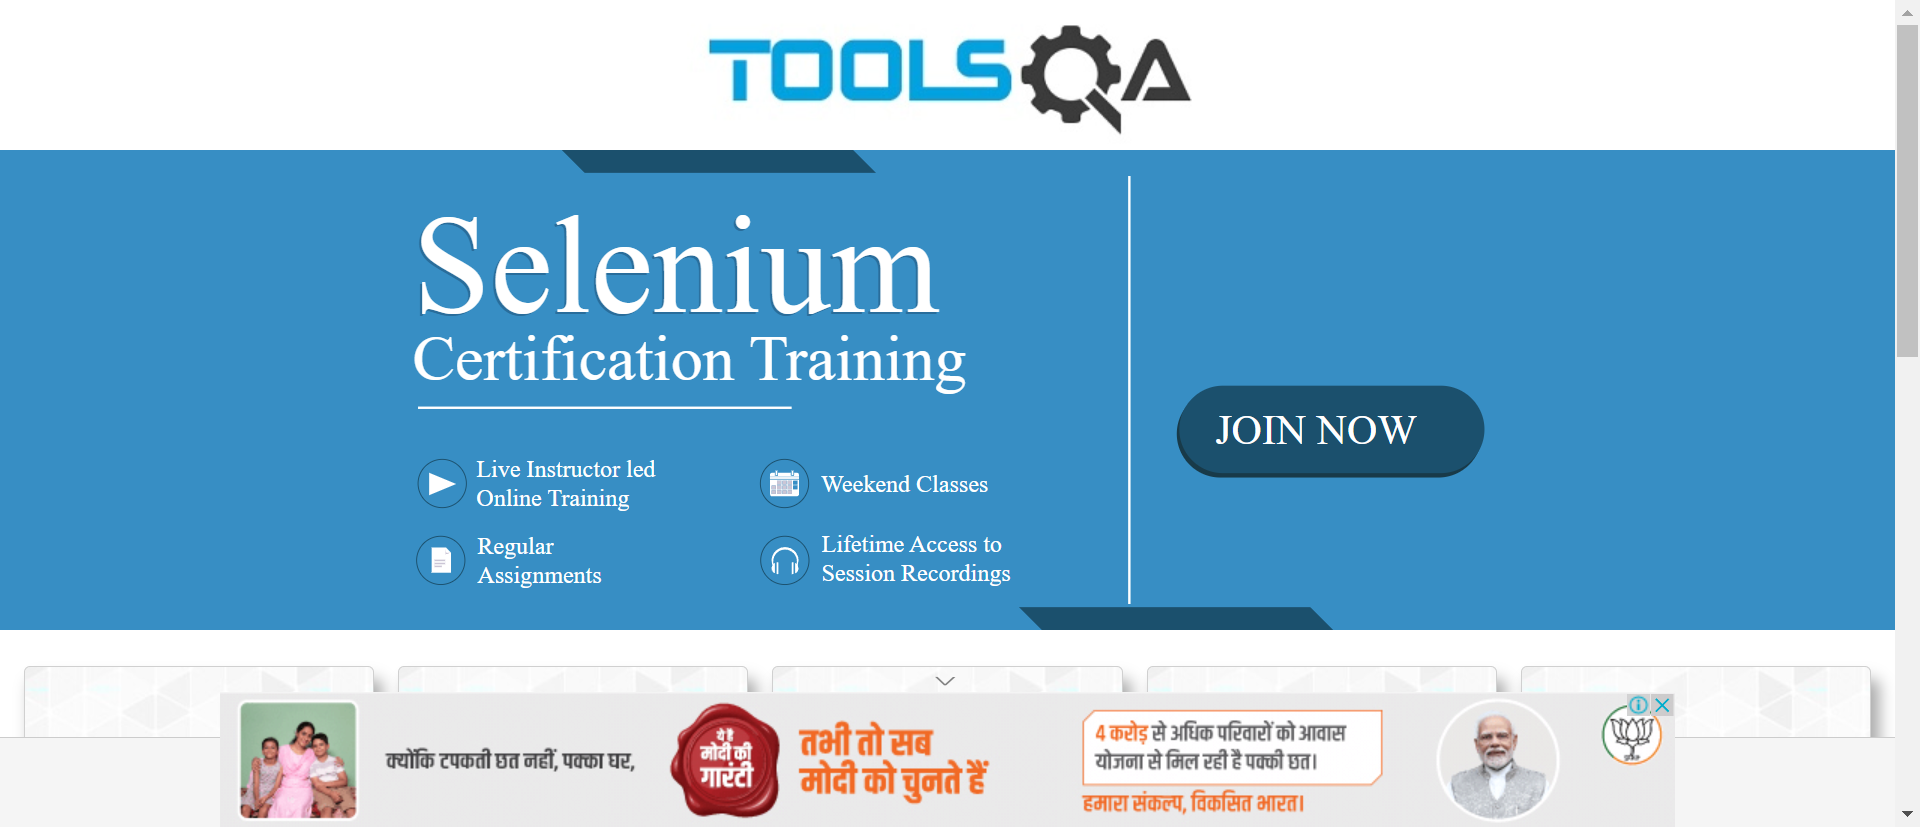 TOOLSQA
Selenium
Certification Training
Live Instructor led
Online Training
Weekend Classes
Regular
Assignments
Lifetime Access to
Session Recordings
JOIN NOW
क्योंकि टपकती छत नहीं, पक्का घर,
ये है
मोदी की
गारंटी
तभी तो सब
मोदी को चुनते हैं
4 करोड़ से अधिक परिवारों को आवास
योजना से मिल रही है पक्की छत।
हमारा संकल्प, विकसित भारत।